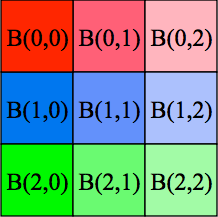 B(0,0) B(0,1) B(0,2)
B(1,0) B(1,1) B(1,2)
B(2,0) B(2,1) B(2,2)